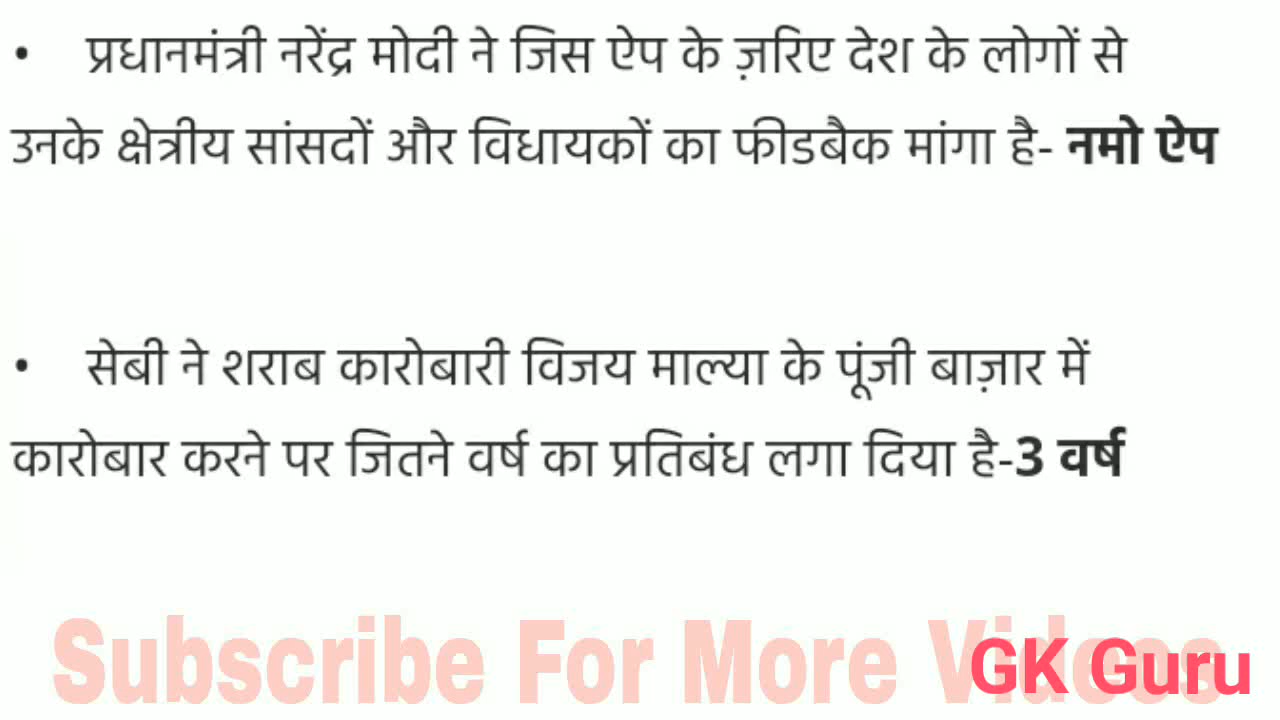 • प्रधानमंत्री नरेंद्र मोदी ने जिस ऐप के ज़रिए देश के लोगों से
उनके क्षेत्रीय सांसदों और विधायकों का फीडबैक मांगा है- नमो ऐप
• सेबी ने शराब कारोबारी विजय माल्या के पूंजी बाज़ार में
कारोबार करने पर जितने वर्ष का प्रतिबंध लगा दिया है-3 वर्ष
Subscribe For More Videos
GK Guru